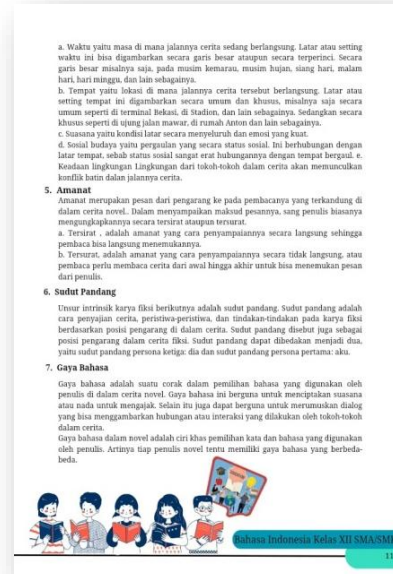 a. Waktu yaitu masa di mana jalannya cerita sedang berlangsung. Latar atau setting
waktu ini bisa digambarkan secara garis besar ataupun secara terperinci. Secara
garis besar misalnya saja, pada musim kemarau, musim hujan, siang hari, malam
hari, hari minggu, dan lain sebagainya.
b. Tempat yaitu lokasi di mana jalannya cerita tersebut berlangsung. Latar atau
setting tempat ini digambarkan secara umum dan khusus, misalnya saja secara
umum seperti di terminal Bekasi, di Stadion, dan lain sebagainya. Sedangkan secara
khusus seperti di ujung jalan mawar, di rumah Anton dan lain sebagainya.
c. Suasana yaitu kondisi latar secara menyeluruh dan emosi yang kuat.
d. Sosial budaya yaitu pergaulan yang secara status sosial. Ini berhubungan dengan
latar tempat, sebab status sosial sangat erat hubungannya dengan tempat bergaul. e.
Keadaan lingkungan Lingkungan dari tokoh-tokoh dalam cerita akan memunculkan
konflik batin dalam jalannya cerita.
5. Amanat
Amanat merupakan pesan dari pengarang ke pada pembacanya yang terkandung di
dalam cerita novel.. Dalam menyampaikan maksud pesannya, sang penulis biasanya
mengungkapkannya secara tersirat ataupun tersurat.
a. Tersirat , adalah amanat yang cara penyampaiannya secara langsung sehingga
pembaca bisa langsung menemukannya.
b. Tersurat, adalah amanat yang cara penyampaiannya secara tidak langsung, atau
pembaca perlu membaca cerita dari awal hingga akhir untuk bisa menemukan pesan
dari penulis.
6. Sudut Pandang
Unsur intrinsik karya fiksi berikutnya adalah sudut pandang. Sudut pandang adalah
cara penyajian cerita, peristiwa-peristiwa, dan tindakan-tindakan pada karya fiksi
berdasarkan posisi pengarang di dalam cerita. Sudut pandang disebut juga sebagai
posisi pengarang dalam cerita fiksi. Sudut pandang dapat dibedakan menjadi dua,
yaitu sudut pandang persona ketiga: dia dan sudut pandang persona pertama: aku.
7. Gaya Bahasa
Gaya bahasa adalah suatu corak dalam pemilihan bahasa yang digunakan oleh
penulis di dalam cerita novel. Gaya bahasa ini berguna untuk menciptakan suasana
atau nada untuk mengajak. Selain itu juga dapat berguna untuk merumuskan dialog
yang bisa menggambarkan hubungan atau interaksi yang dilakukan oleh tokoh-tokoh
dalam cerita.
Gaya bahasa dalam novel adalah ciri khas pemilihan kata dan bahasa yang digunakan
oleh penulis. Artinya tiap penulis novel tentu memiliki gaya bahasa yang berbeda-
beda.
Bahasa Indonesia Kelas XII SMA/SM
11